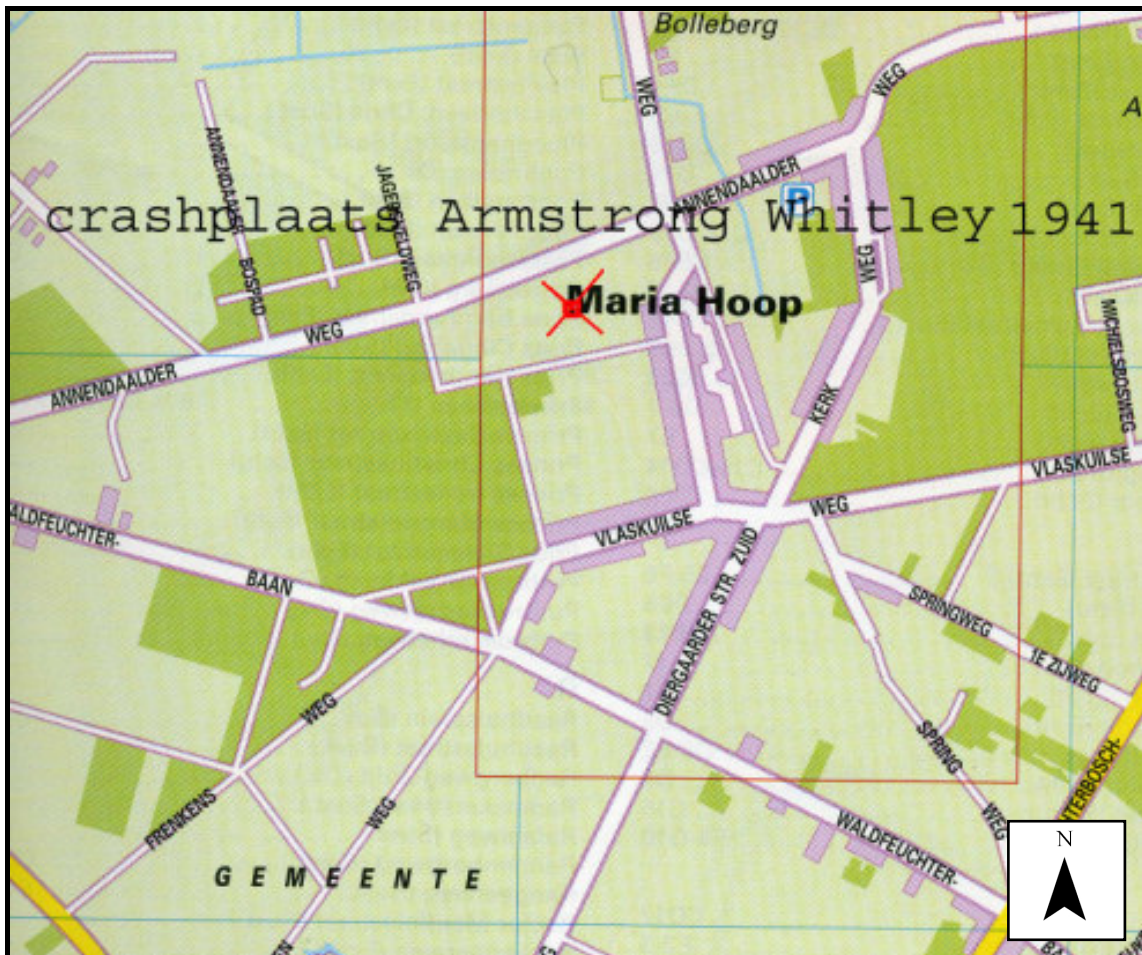 Bolleberg
WEG
WEG
A
ANNENDAALDER
BOSPAD
JAGERSVELDWEG
ANNENDAALDER
P
crashplaats Armstrong Whitley 1941
WEG
Maria Hoop
WEG
ANNENDAALDER
MICHIELSBOSWEG
KERK
VLASKUILSE
WEG
VLASKUILSE
WALDFEUCHTER-
BAAN
DIERGAARDER STR. ZUID
SPRINGWEG
1E ZIJWEG
WEG
SPRING
WEG
FRENKENS
WEG
WALDFEUCHTER-
GEMEENTE
N